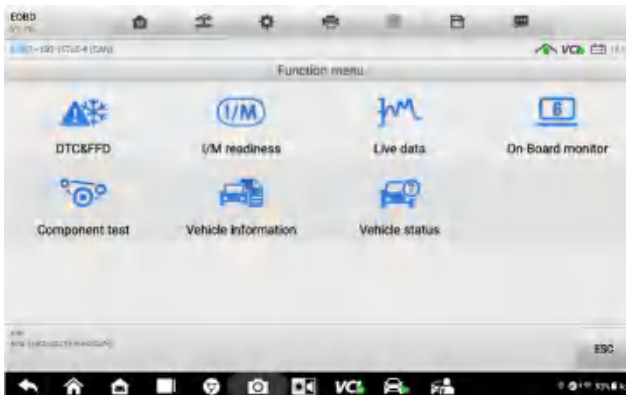 EOBD
VCI
Function menu
I/M
6
DTC&FFD
I/M readiness
Live data
On-Board monitor
?
Component test
Vehicle information
Vehicle status
ESC
VCI